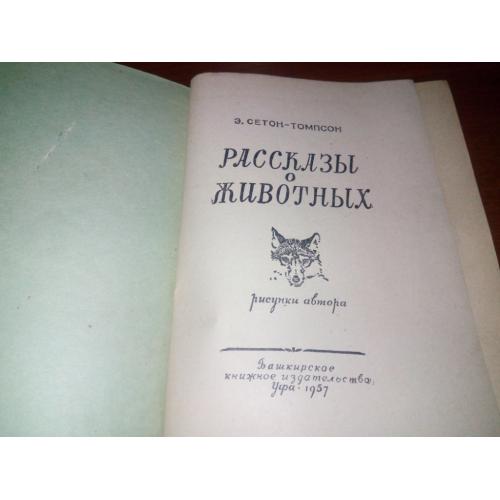 Э. СЕТОН-ТОМПСОН
РАССКАЗЫ
О
ЖИВОТНЫХ
рисунки автора
Башкирское
книжное издательство
Уфа · 1957